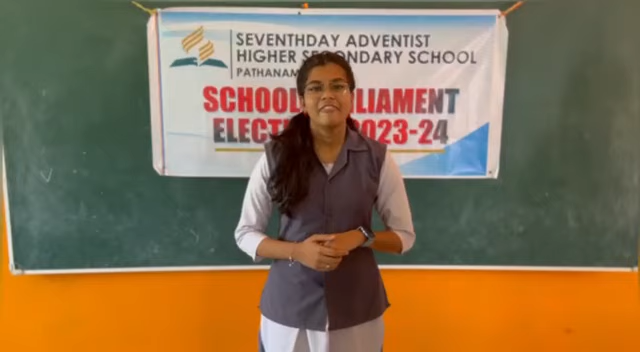 SEVENTHDAY ADVENTIST
HIGHER SECONDARY SCHOOL
SCHOOL
2023-24